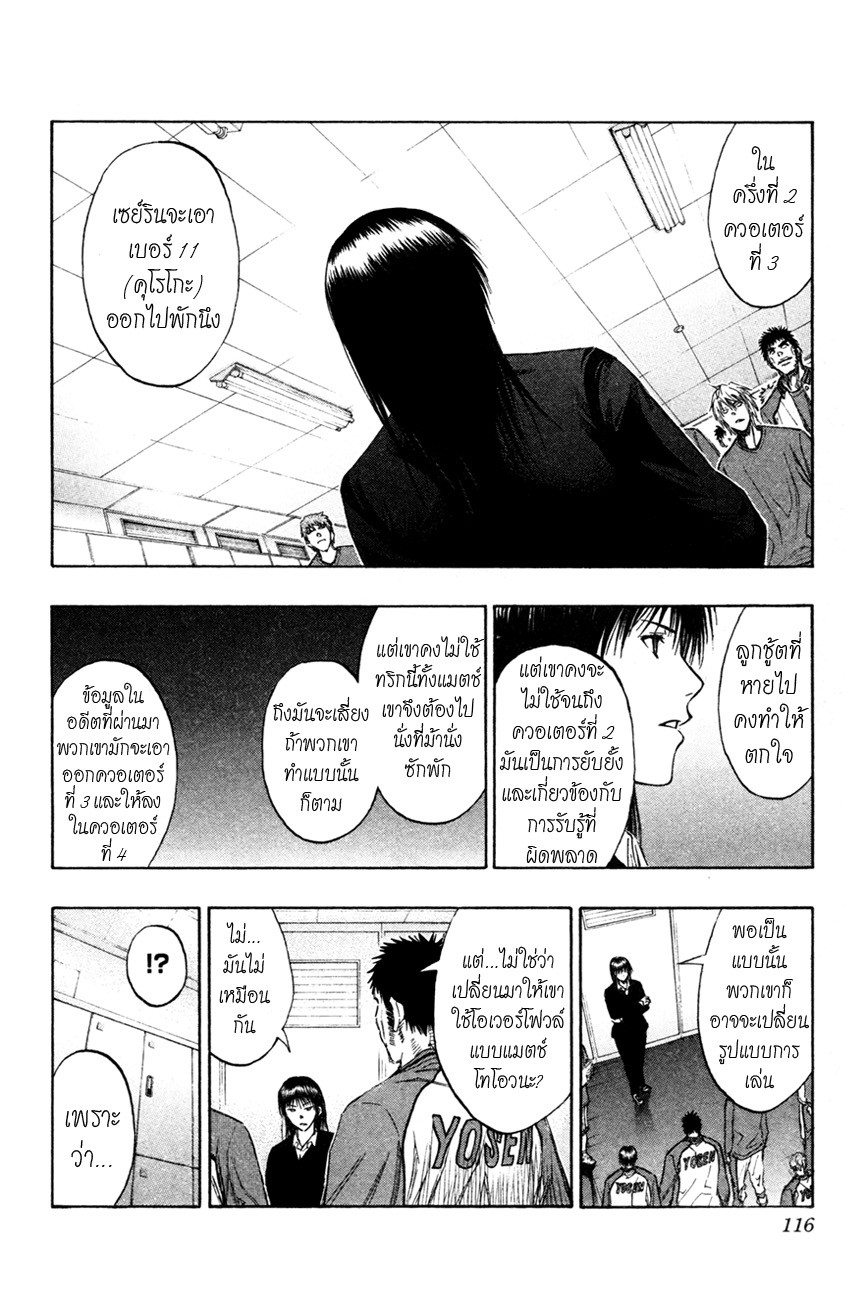 ใน
ครึ่งที่ 2
ควอเตอร์
ที่ 3
เซย์รินจะเอา
เบอร์ 11
(คุโรโกะ)
ออกไปพักนึง
ลูกชู้ตที่
หายไป
คงทำให้
ตกใจ
แต่เขาคงจะ
ไม่ใช้จนถึง
ควอเตอร์ที่ 2
มันเป็นการยับยั้ง
และเกี่ยวข้องกับ
การรับรู้ที่
ผิดพลาด
แต่เขาคงไม่ใช้
ทริกนี้ทั้งแมตช์
เขาจึงต้องไป
นั่งที่ม้านั่ง
ซักพัก
ถึงมันจะเสี่ยง
ถ้าพวกเขา
ทำแบบนั้น
ก็ตาม
ข้อมูลใน
อดีตที่ผ่านมา
พวกเขามักจะเอา
ออกควอเตอร์
ที่ 3 และให้ลง
ในควอเตอร์
ที่ 4
พอเป็น
แบบนั้น
พวกเขาก็
อาจจะเปลี่ยน
รูปแบบการ
เล่น
YOSEN
YOSEN
แต่...ไม่ใช่ว่า
เปลี่ยนมาให้เขา
ใช้โอเวอร์โฟวล์
แบบแมตช์
โทโอวนะ?
ไม่...
มันไม่
เหมือน
กัน
YOSEN
!?
เพราะ
ว่า...
116